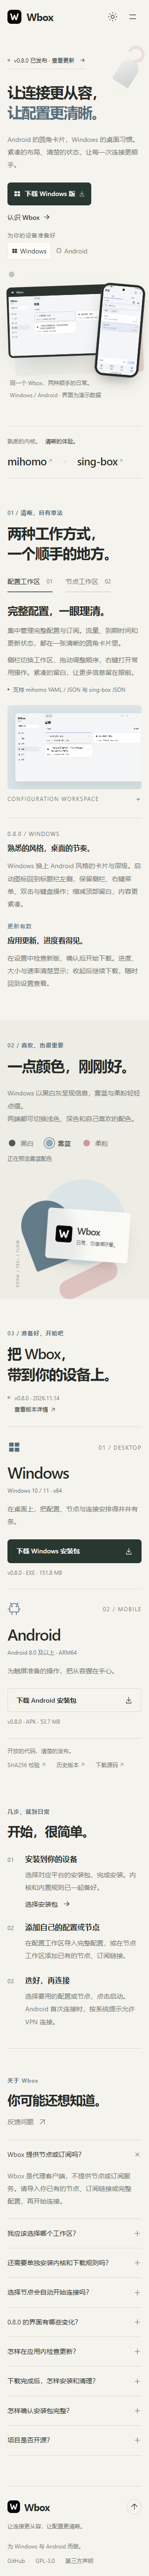 Wbox
v0.8.0 已发布 · 查看更新
让连接更从容，
让配置更清晰。
Android 的圆角卡片，Windows 的桌面习惯。
紧凑的布局、清楚的状态，让每一次连接更顺手。
下载 Windows 版
认识 Wbox
为你的设备准备好
Windows
Android
同一个 Wbox，两种顺手的日常。
Windows / Android · 界面为演示数据
熟悉的内核。 清晰的体验。
mihomo
sing-box
01 / 清晰，自有章法
两种工作方式，
一个顺手的地方。
配置工作区 01
节点工作区 02
完整配置，一眼理清。
集中管理完整配置与订阅。流量、到期时间和更新状态，都在一张清晰的圆角卡片里。
侧栏切换工作区，拖动调整顺序，右键打开常用操作。紧凑的留白，让更多信息留在眼前。
支持 mihomo YAML / JSON 与 sing-box JSON
CONFIGURATION WORKSPACE
0.8.0 / WINDOWS
熟悉的风格，桌面的节奏。
Windows 换上 Android 风格的卡片与层级。启动图标回到标题栏左侧，保留侧栏、右键菜单、双击与键盘操作；缩减顶部留白，内容更紧凑。
更新有数
应用更新，进度看得见。
在设置中检查新版，确认后开始下载。进度、大小与速率清楚显示；收起后继续下载，随时回到设置查看。
02 / 喜欢，也很重要
一点颜色，刚刚好。
Windows 以黑白灰呈现信息，雾蓝与柔粉轻轻点缀。
两端都可切换浅色、深色和自己喜欢的配色。
黑白
雾蓝
柔粉
正在预览雾蓝配色
FORM / FEEL / FLOW
Wbox
日常，也值得好看。
03 / 准备好，开始吧
把 Wbox，
带到你的设备上。
v0.8.0 · 2026.11.14
查看版本详情
01 / DESKTOP
Windows
Windows 10 / 11 · x64
在桌面上，把配置、节点与连接安排得井井有条。
下载 Windows 安装包
v0.8.0 · EXE · 151.8 MB
02 / MOBILE
Android
Android 8.0 及以上 · ARM64
为触屏准备的操作，把从容握在手心。
下载 Android 安装包
v0.8.0 · APK · 53.7 MB
开放的代码，清楚的发布。
SHA256 校验
历史版本
下载源码
几步，就到日常
开始，很简单。
01 安装到你的设备
选择对应平台的安装包，完成安装。内核和内置规则已一起备好。
选择安装包
02 添加自己的配置或节点
在配置工作区导入完整配置，或在节点工作区添加已有的节点、订阅链接。
03 选好，再连接
选择要用的配置或节点，点击启动。Android 首次连接时，按系统提示允许 VPN 连接。
关于 Wbox
你可能还想知道。
反馈问题
Wbox 提供节点或订阅吗？
Wbox 是代理客户端，不提供节点或订阅服务。请导入你已有的节点、订阅链接或完整配置，再开始连接。
我应该选择哪个工作区？
还需要单独安装内核和下载规则吗？
选择节点会自动开始连接吗？
0.8.0 的界面有哪些变化？
怎样在应用内检查更新？
下载完成后，怎样安装和清理？
怎样确认安装包完整？
项目是否开源？
Wbox
让连接更从容，让配置更清晰。
为 Windows 与 Android 而做。
GitHub
GPL-3.0
第三方声明